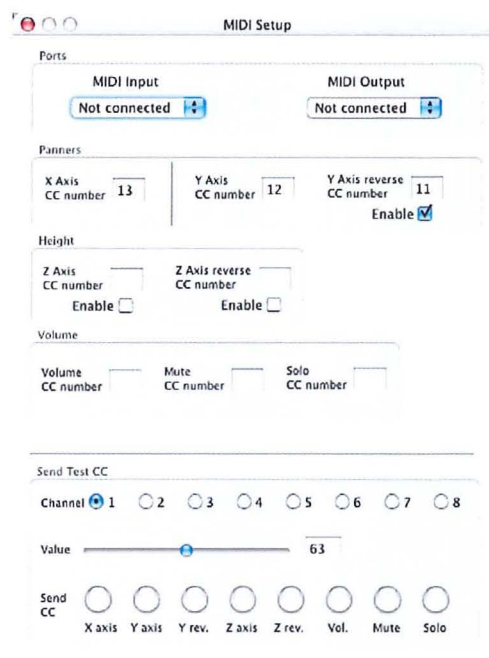 MIDI Setup
Ports
MIDI Input MIDI Output
Not connected Not connected
Panners
X Axis CC number 13 Y Axis CC number 12 Y Axis reverse CC number 11
Enable
Height
Z Axis CC number Z Axis reverse CC number
Enable Enable
Volume
Volume CC number Mute CC number Solo CC number
Send Test CC
Channel 1 2 3 4 5 6 7 8
Value 63
Send CC
X axis Y axis Y rev. Z axis Z rev. Vol. Mute Solo